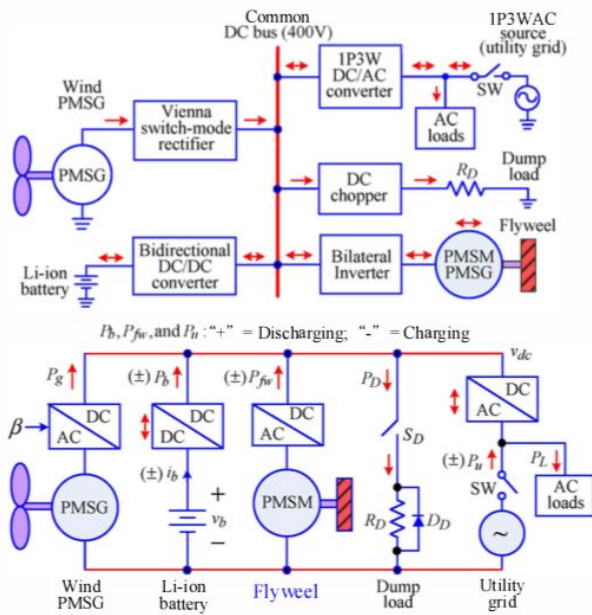 Common
DC bus (400V)
1P3WAC
source
(utility grid)
Wind
PMSG
PMSG
Vienna
switch-mode
rectifier
1P3W
DC/AC
converter
SW
AC
loads
DC
chopper
R_D
Dump
load
Flyweel
Li-ion
battery
Bidirectional
DC/DC
converter
Bilateral
Inverter
PMSM
PMSG
P_b, P_fw, and P_u : "+" = Discharging; "-" = Charging
P_g
(±) P_b
(±) P_fw
P_D
v_dc
β
DC
AC
DC
DC
DC
AC
S_D
DC
AC
(±) P_u
P_L
(±) i_b
SW
AC
loads
PMSG
+
v_b
−
PMSM
R_D
D_D
~
Wind
PMSG
Li-ion
battery
Flyweel
Dump
load
Utility
grid